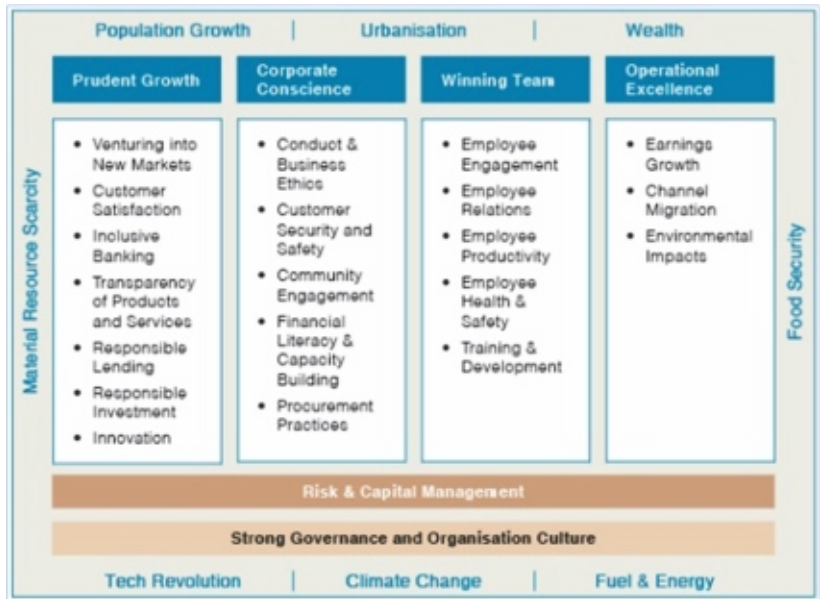 Population Growth | Urbanisation | Wealth
Prudent Growth
Corporate
Conscience
Winning Team
Operational
Excellence
• Venturing into
New Markets
• Customer
Satisfaction
• Inclusive
Banking
• Transparency
of Products
and Services
• Responsible
Lending
• Responsible
Investment
• Innovation
• Conduct &
Business
Ethics
• Customer
Security and
Safety
• Community
Engagement
• Financial
Literacy &
Capacity
Building
• Procurement
Practices
• Employee
Engagement
• Employee
Relations
• Employee
Productivity
• Employee
Health &
Safety
• Training &
Development
• Earnings
Growth
• Channel
Migration
• Environmental
Impacts
Material Resource Scarcity
Food Security
Risk & Capital Management
Strong Governance and Organisation Culture
Tech Revolution | Climate Change | Fuel & Energy